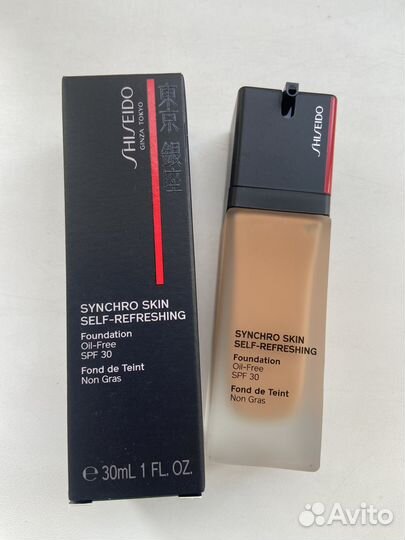 SHISEIDO
GINZA TOKYO
東京 銀座
SYNCHRO SKIN
SELF-REFRESHING
Foundation
Oil-Free
SPF 30
Fond de Teint
Non Gras
℮ 30mL 1 FL. OZ.
SHISEIDO
SYNCHRO SKIN
SELF-REFRESHING
Foundation
Oil-Free
SPF 30
Fond de Teint
Non Gras
Avito